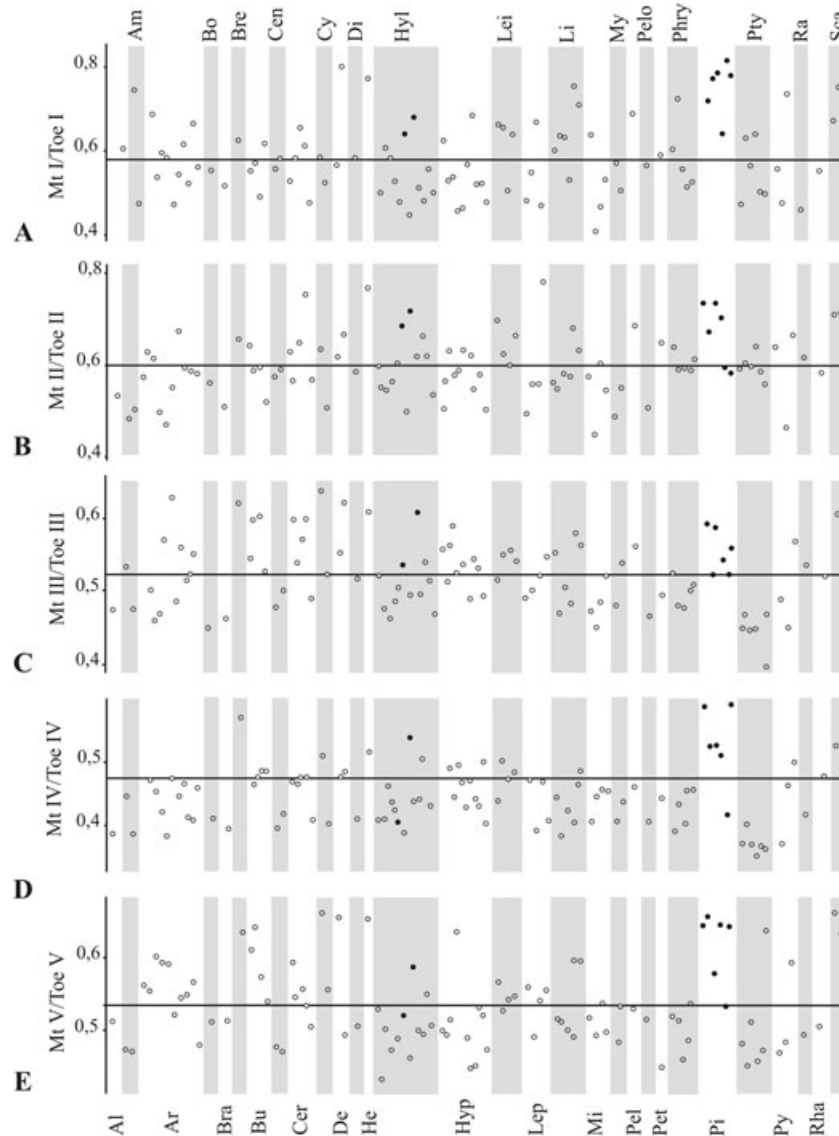 Am Bo Bre Cen Cy Di Hyl Lei Li My Pelo Phry Pty Ra Sca
Mt I/Toe I
0,8
0,6
0,4
A
Mt II/Toe II
0,8
0,6
0,4
B
Mt III/Toe III
0,6
0,5
0,4
C
Mt IV/Toe IV
0,5
0,4
D
Mt V/Toe V
0,6
0,5
E
Al Ar Bra Bu Cer De He Hyp Lep Mi Pel Pet Pi Py Rha